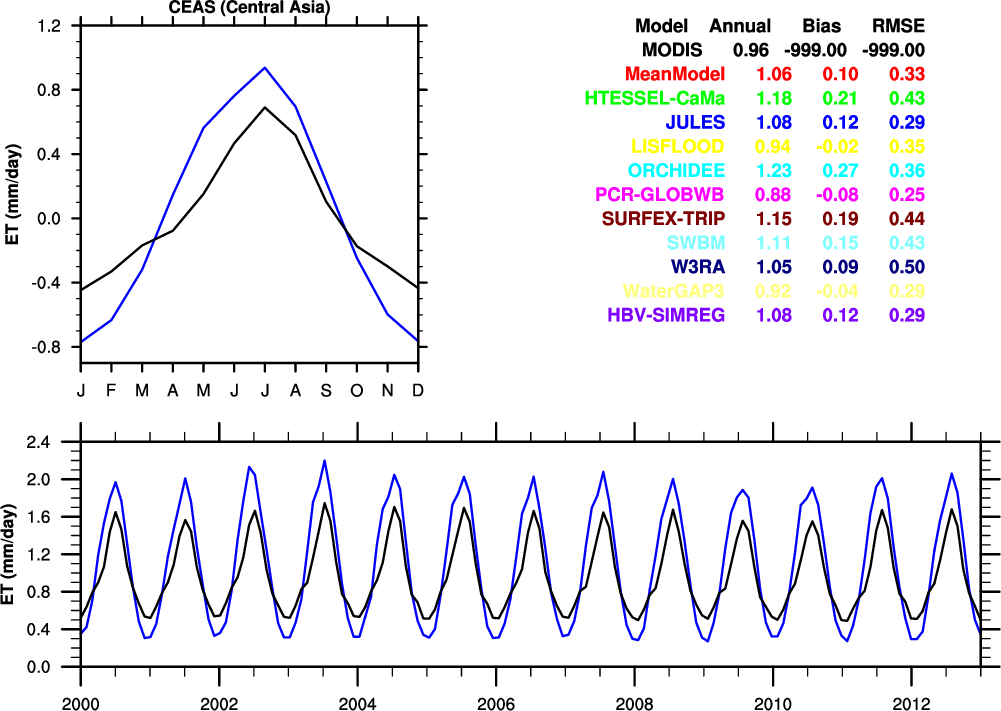 CEAS (Central Asia)
1.2
0.8
0.4
0.0
-0.4
-0.8
ET (mm/day)
J F M A M J J A S O N D
Model Annual Bias RMSE
MODIS 0.96 -999.00 -999.00
MeanModel 1.06 0.10 0.33
HTESSEL-CaMa 1.18 0.21 0.43
JULES 1.08 0.12 0.29
LISFLOOD 0.94 -0.02 0.35
ORCHIDEE 1.23 0.27 0.36
PCR-GLOBWB 0.88 -0.08 0.25
SURFEX-TRIP 1.15 0.19 0.44
SWBM 1.11 0.15 0.43
W3RA 1.05 0.09 0.50
WaterGAP3 0.92 -0.04 0.29
HBV-SIMREG 1.08 0.12 0.29
2.4
2.0
1.6
1.2
0.8
0.4
0.0
ET (mm/day)
2000 2002 2004 2006 2008 2010 2012